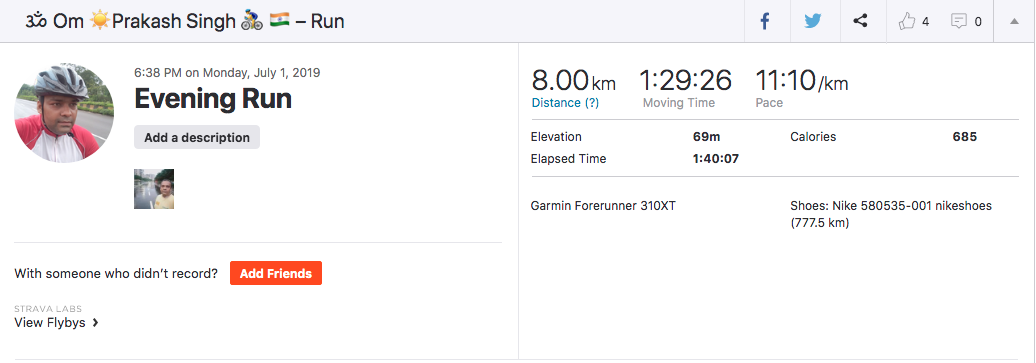 ૐ Om ☀️Prakash Singh 🚴 🇮🇳 – Run
4
0
6:38 PM on Monday, July 1, 2019
Evening Run
Add a description
8.00 km 1:29:26 11:10/km
Distance (?) Moving Time Pace
Elevation 69m Calories 685
Elapsed Time 1:40:07
Garmin Forerunner 310XT
Shoes: Nike 580535-001 nikeshoes
(777.5 km)
With someone who didn’t record? Add Friends
STRAVA LABS
View Flybys